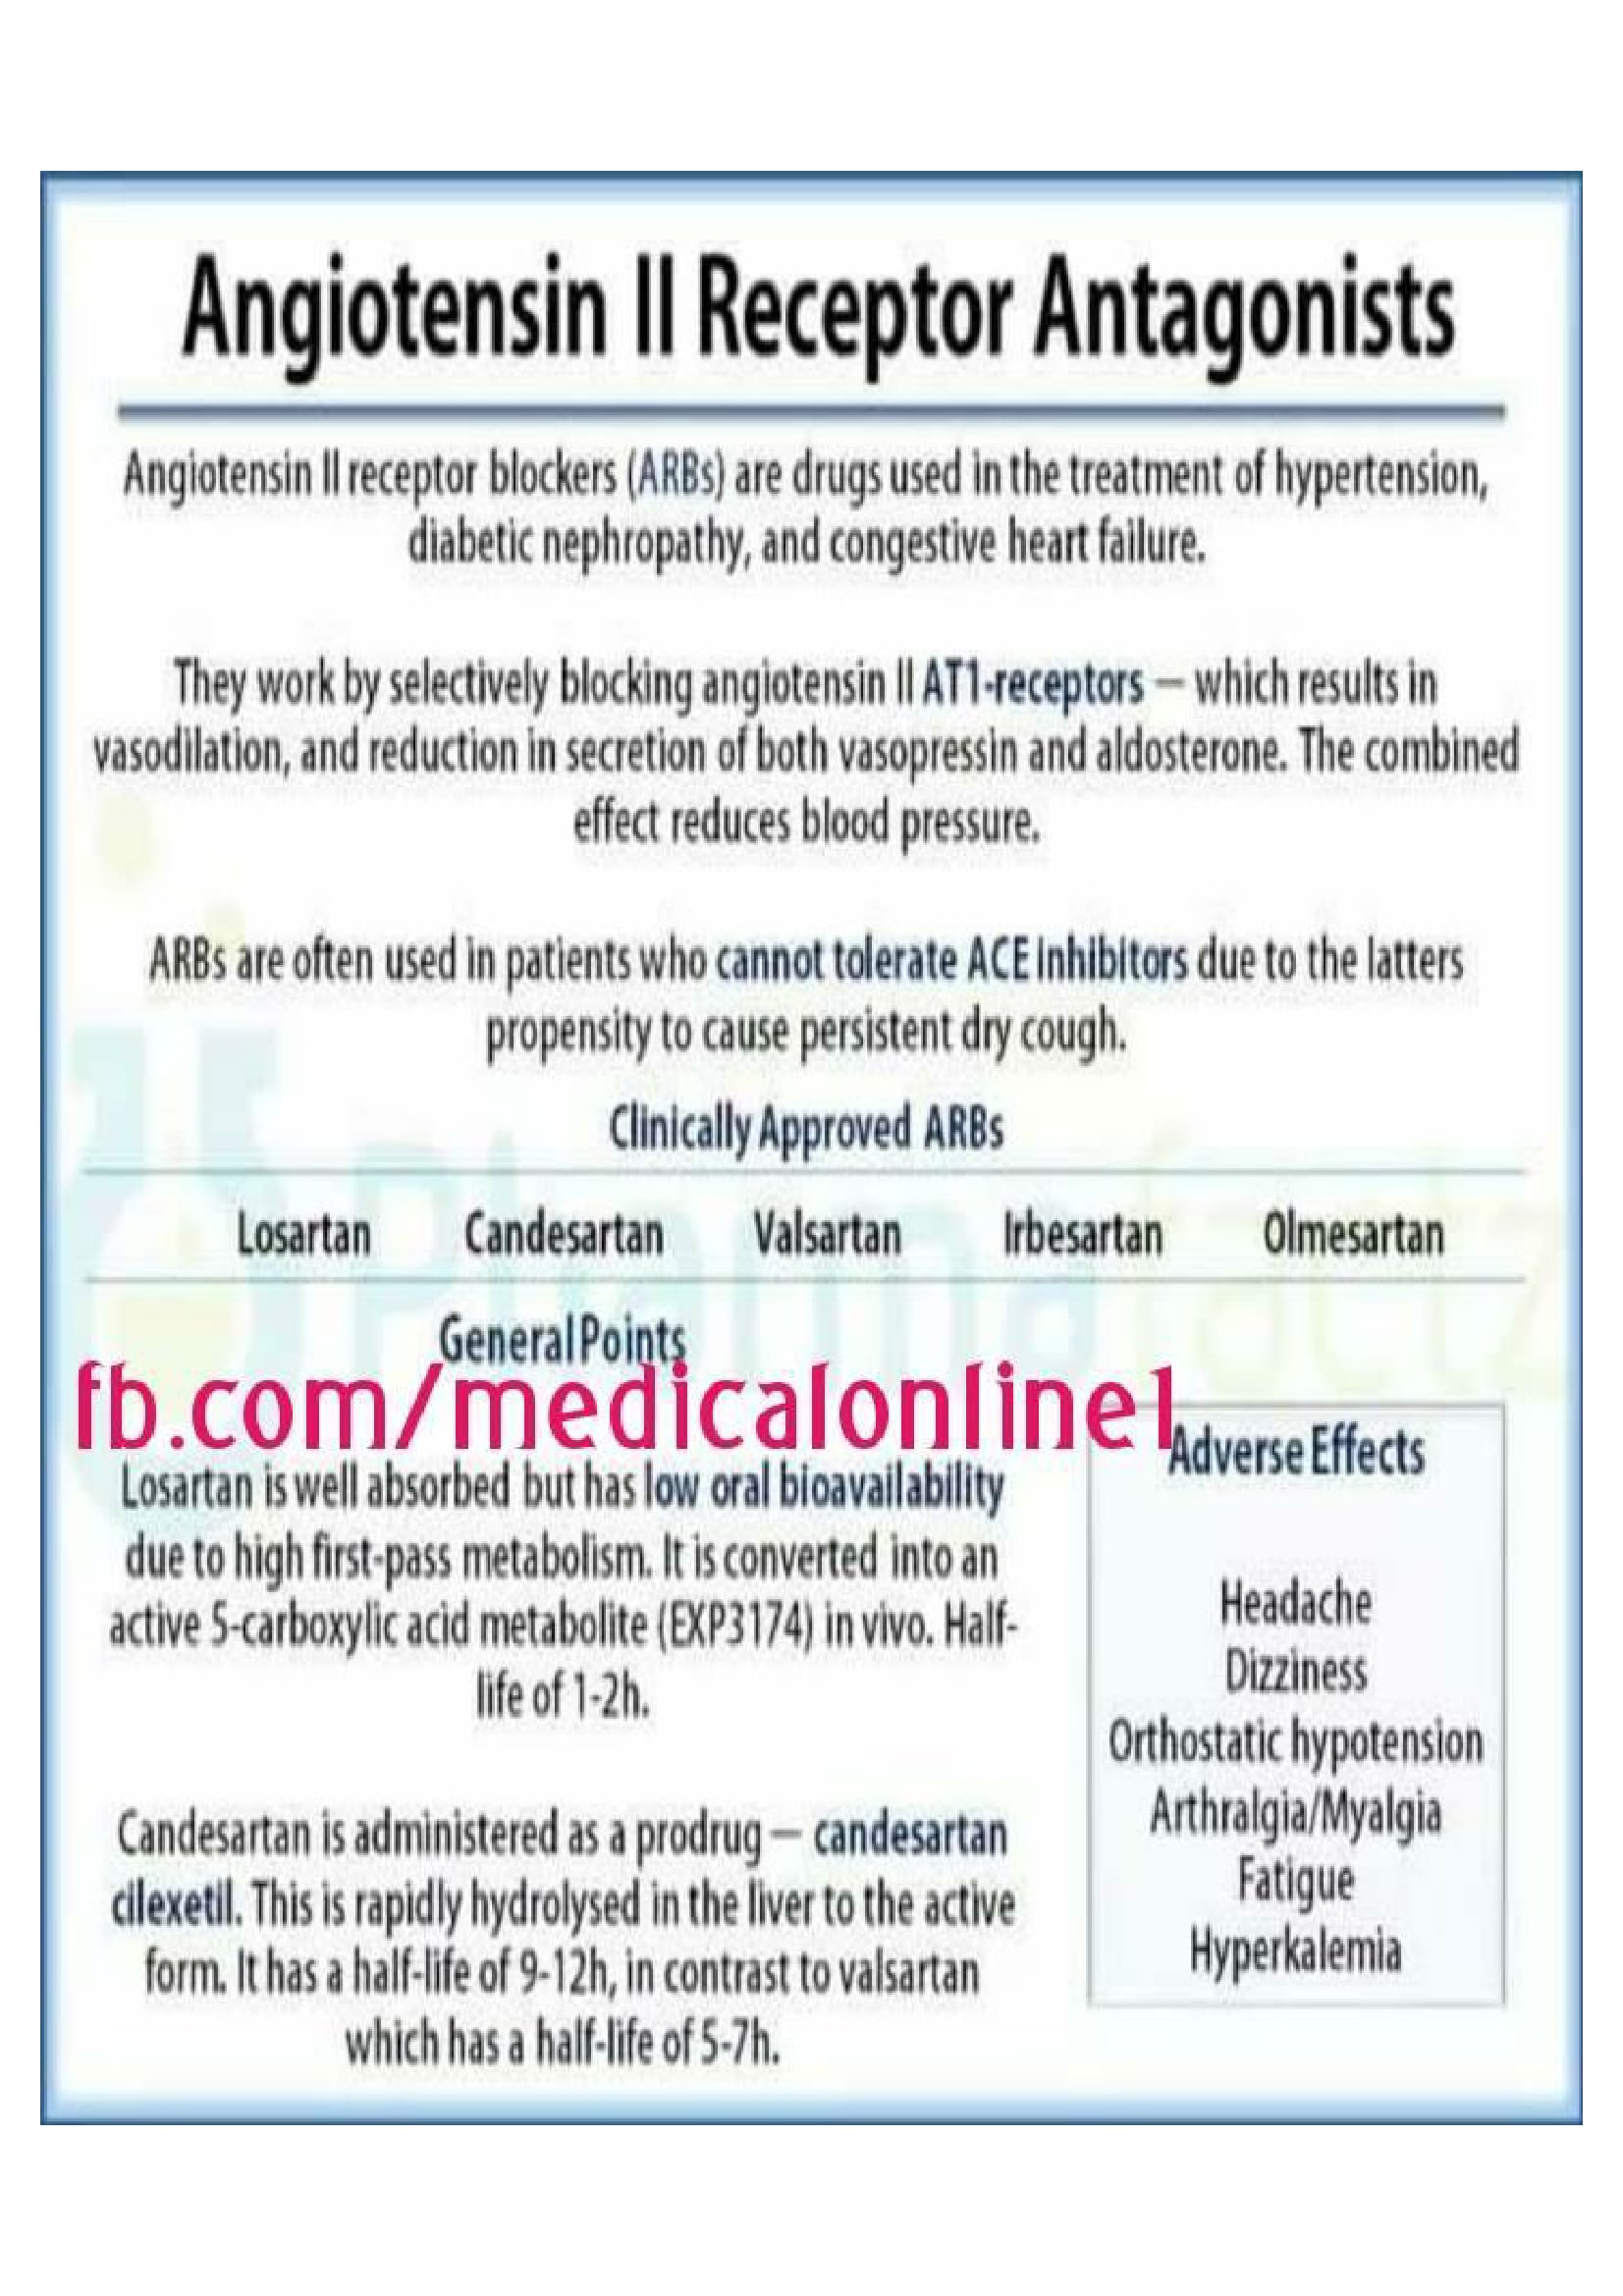 Angiotensin II Receptor Antagonists
Angiotensin II receptor blockers (ARBs) are drugs used in the treatment of hypertension,
diabetic nephropathy, and congestive heart failure.
They work by selectively blocking angiotensin II AT1-receptors — which results in
vasodilation, and reduction in secretion of both vasopressin and aldosterone. The combined
effect reduces blood pressure.
ARBs are often used in patients who cannot tolerate ACE inhibitors due to the latters
propensity to cause persistent dry cough.
Clinically Approved ARBs
Losartan Candesartan Valsartan Irbesartan Olmesartan
General Points
fb.com/medicalonline1
Losartan is well absorbed but has low oral bioavailability
due to high first-pass metabolism. It is converted into an
active 5-carboxylic acid metabolite (EXP3174) in vivo. Half-
life of 1-2h.
Candesartan is administered as a prodrug — candesartan
cilexetil. This is rapidly hydrolysed in the liver to the active
form. It has a half-life of 9-12h, in contrast to valsartan
which has a half-life of 5-7h.
Adverse Effects
Headache
Dizziness
Orthostatic hypotension
Arthralgia/Myalgia
Fatigue
Hyperkalemia
Pharmafactz